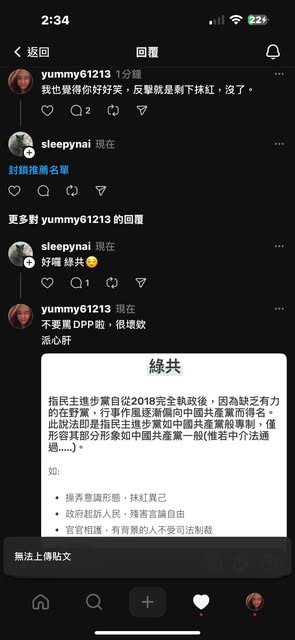 2:34
22
返回
回覆
yummy61213 1分鐘
我也覺得你好好笑，反擊就是剩下抹紅，沒了。
2
sleepynai 現在
封鎖推薦名單
更多對 yummy61213 的回覆
sleepynai 現在
好囉 綠共😔
1
yummy61213 現在
不要罵DPP啦，很壞欸
派心肝
綠共
指民主進步黨自從2018完全執政後，因為缺乏有力
的在野黨，行事作風逐漸偏向中國共產黨而得名。
此說法即是指民主進步黨如中國共產黨般專制，僅
形容其部分形象如中國共產黨一般(惟若中介法通
過.....)。
如:
操弄意識形態，抹紅異己
政府起訴人民，殘害言論自由
官官相護，有背景的人不受司法制裁
無法上傳貼文